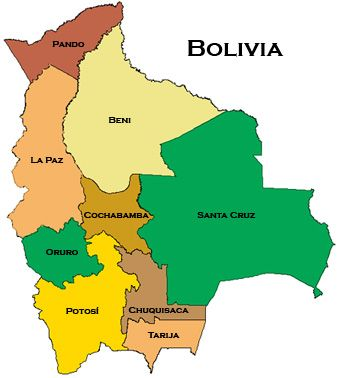 PANDO
BOLIVIA
BENI
LA PAZ
COCHABAMBA
SANTA CRUZ
ORURO
POTOSÍ
CHUQUISACA
TARIJA